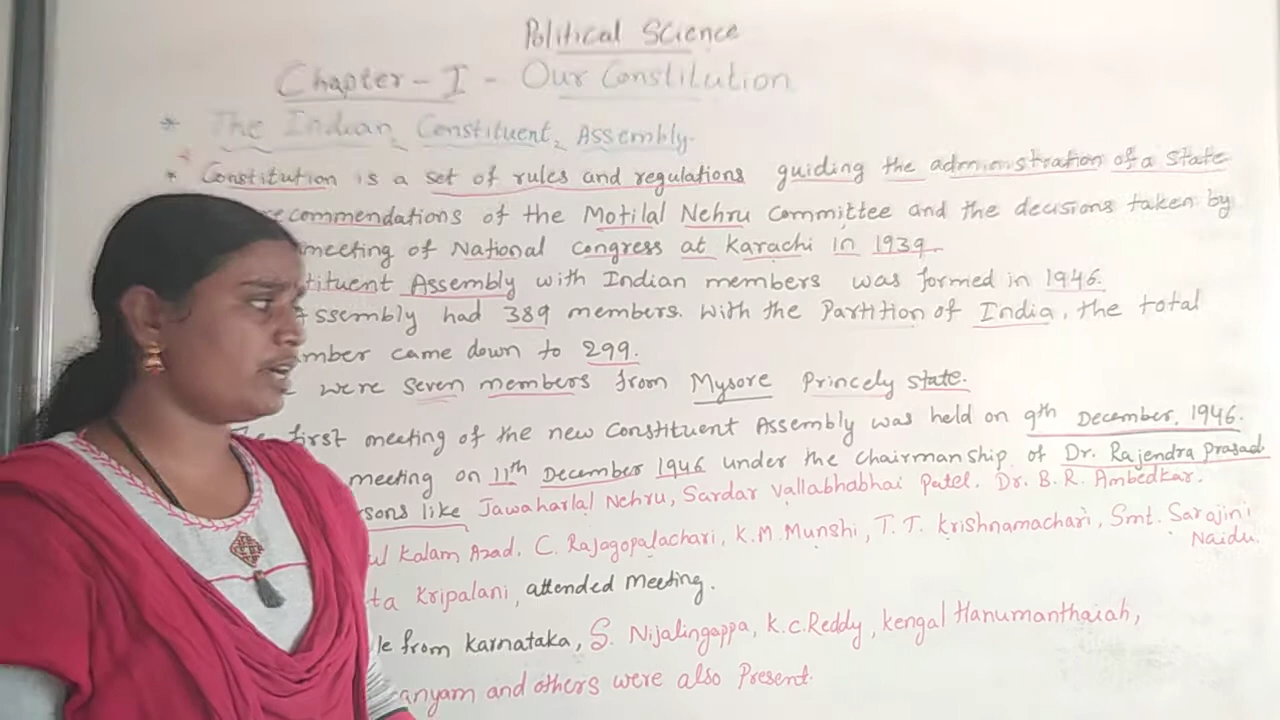 Political Science
Chapter - I - Our Constitution
* The Indian Constituent Assembly.
* Constitution is a set of rules and regulations guiding the administration of a state
commendations of the Motilal Nehru Committee and the decisions taken by
meeting of National congress at Karachi in 1939.
tituent Assembly with Indian members was formed in 1946.
Assembly had 389 members. With the Partition of India, the total
mber came down to 299.
were seven members from Mysore Princely state.
first meeting of the new Constituent Assembly was held on 9th December, 1946.
meeting on 11th December 1946 under the chairmanship of Dr. Rajendra Prasad
sons like Jawaharlal Nehru, Sardar Vallabhabhai Patel, Dr. B.R. Ambedkar.
ul Kalam Azad, C. Rajagopalachari, K.M. Munshi, T.T. Krishnamachari, Smt. Sarojini
Naidu.
ta Kripalani, attended Meeting.
le from Karnataka, S. Nijalingappa, K.C. Reddy, Kengal Hanumanthaiah,
anyam and others were also Present.